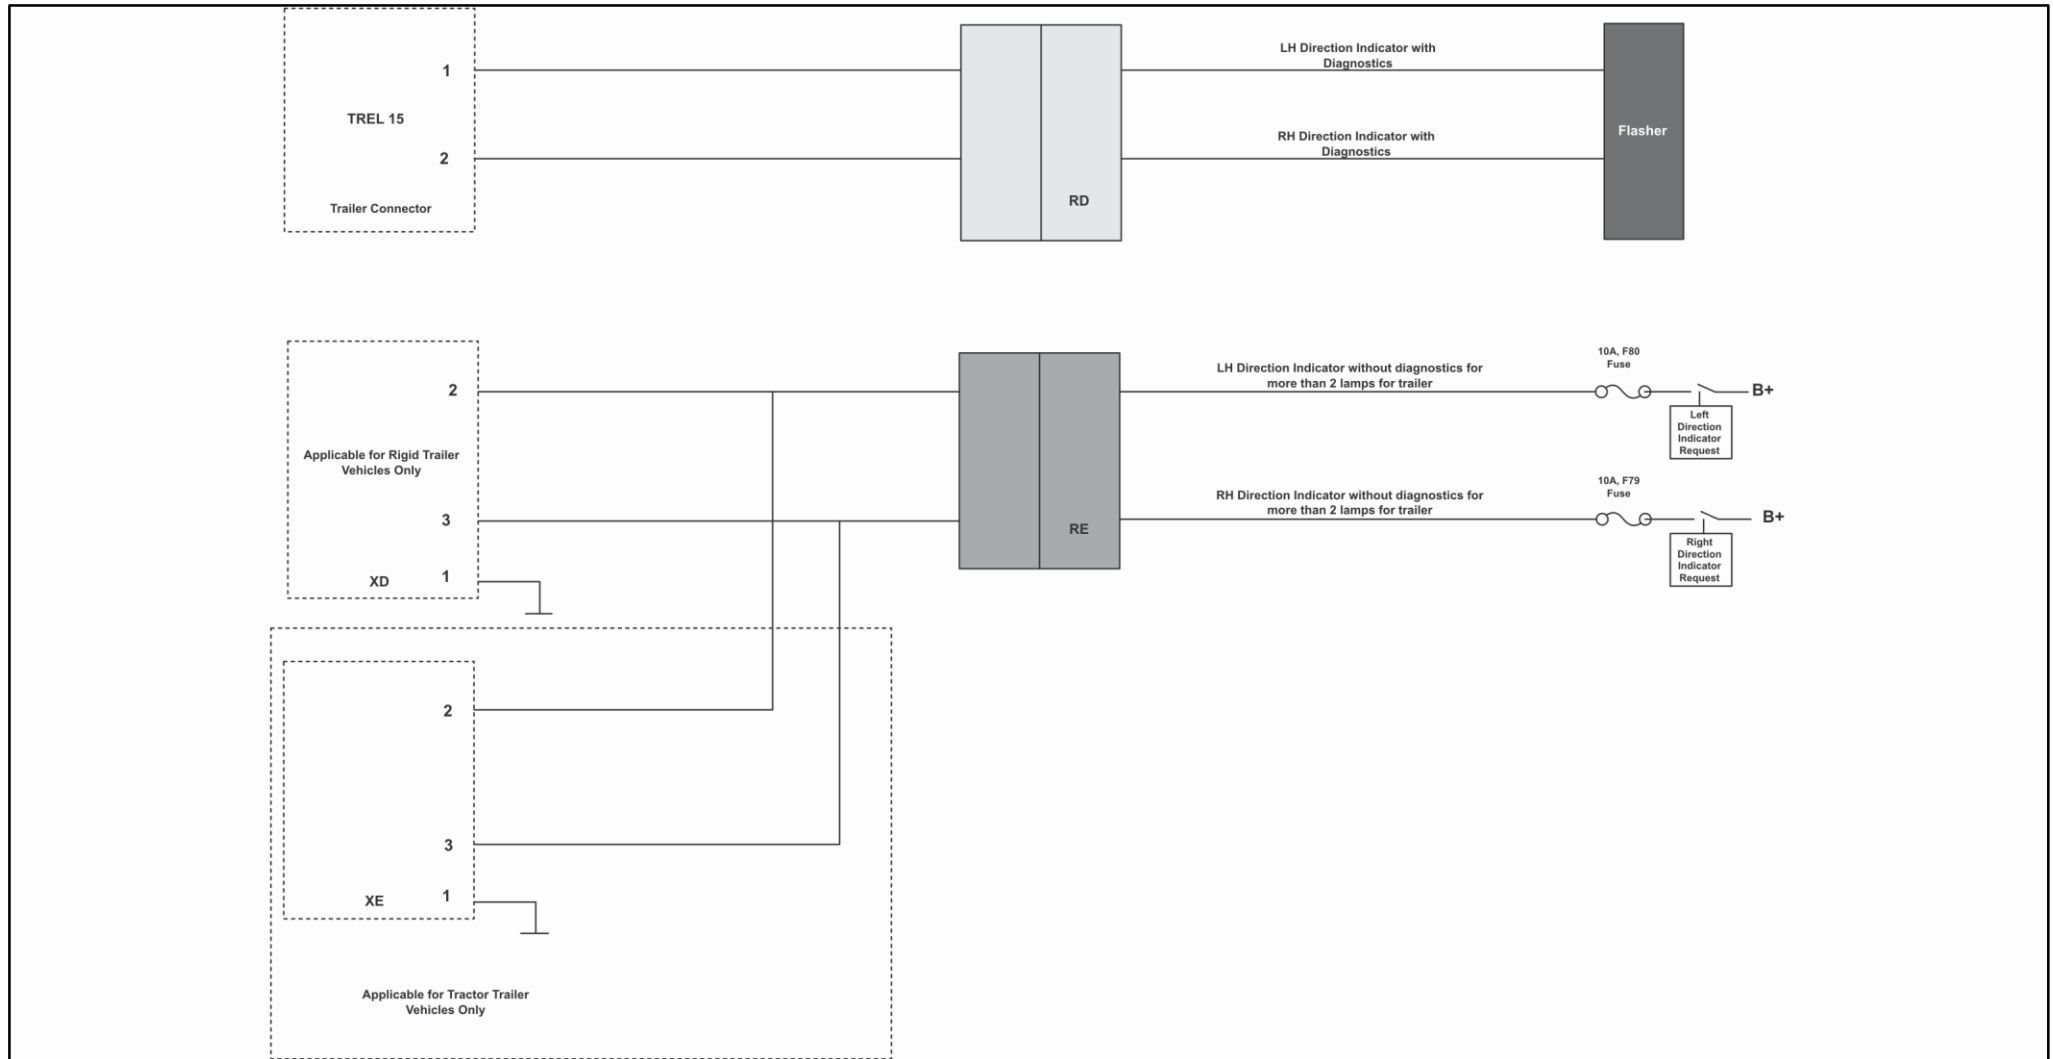 1
LH Direction Indicator with
Diagnostics
TREL 15
Flasher
RH Direction Indicator with
Diagnostics
2
RD
Trailer Connector
10A, F80
Fuse
2
LH Direction Indicator without diagnostics for
more than 2 lamps for trailer
B+
Left
Direction
Indicator
Request
Applicable for Rigid Trailer
Vehicles Only
10A, F79
Fuse
3
RH Direction Indicator without diagnostics for
more than 2 lamps for trailer
B+
RE
Right
Direction
Indicator
Request
XD
1
2
3
XE
1
Applicable for Tractor Trailer
Vehicles Only